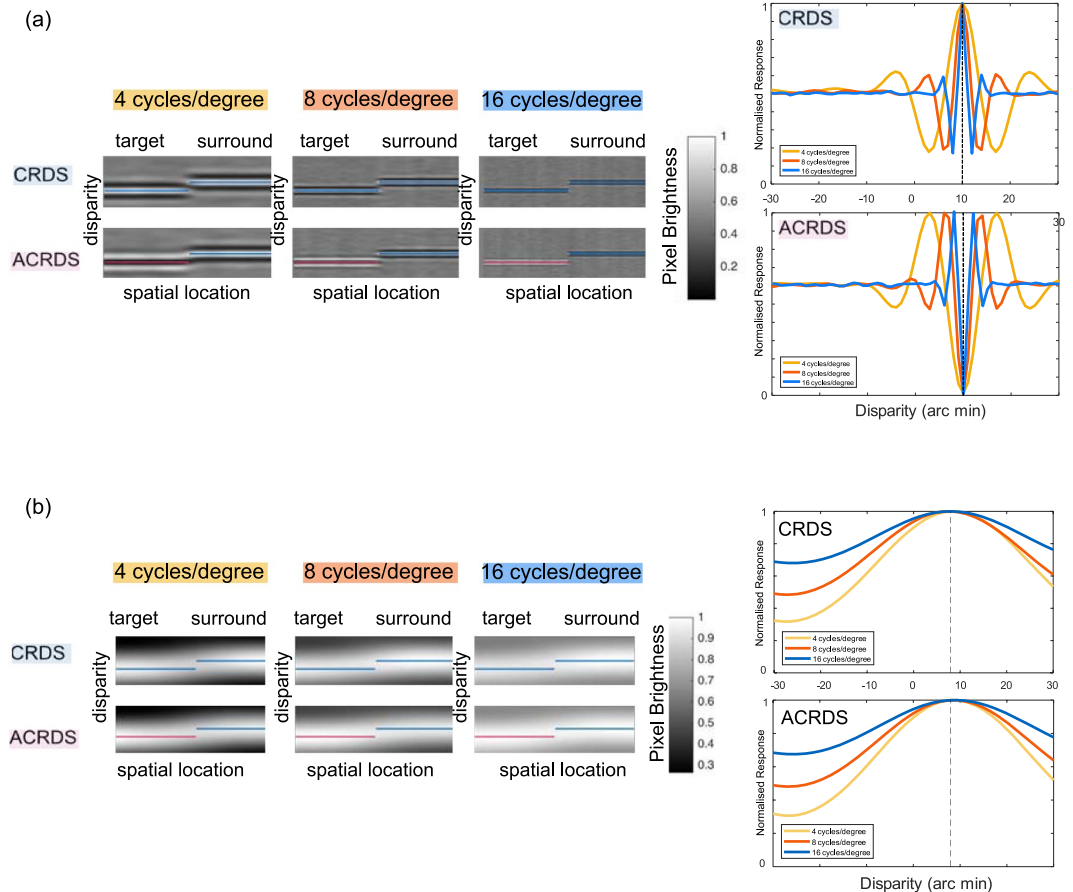 (a)
4 cycles/degree
8 cycles/degree
16 cycles/degree
target surround
target surround
target surround
CRDS
ACRDS
disparity
disparity
disparity
spatial location
spatial location
spatial location
Pixel Brightness
1
0.8
0.6
0.4
0.2
CRDS
Normalised Response
1
0
4 cycles/degree
8 cycles/degree
16 cycles/degree
-30 -20 -10 0 10 20 30
ACRDS
Normalised Response
1
0
4 cycles/degree
8 cycles/degree
16 cycles/degree
Disparity (arc min)
(b)
4 cycles/degree
8 cycles/degree
16 cycles/degree
target surround
target surround
target surround
CRDS
ACRDS
disparity
disparity
disparity
spatial location
spatial location
spatial location
Pixel Brightness
1
0.9
0.8
0.7
0.6
0.5
0.4
0.3
CRDS
Normalised Response
1
0
4 cycles/degree
8 cycles/degree
16 cycles/degree
-30 -20 -10 0 10 20 30
ACRDS
Normalised Response
1
0
4 cycles/degree
8 cycles/degree
16 cycles/degree
Disparity (arc min)